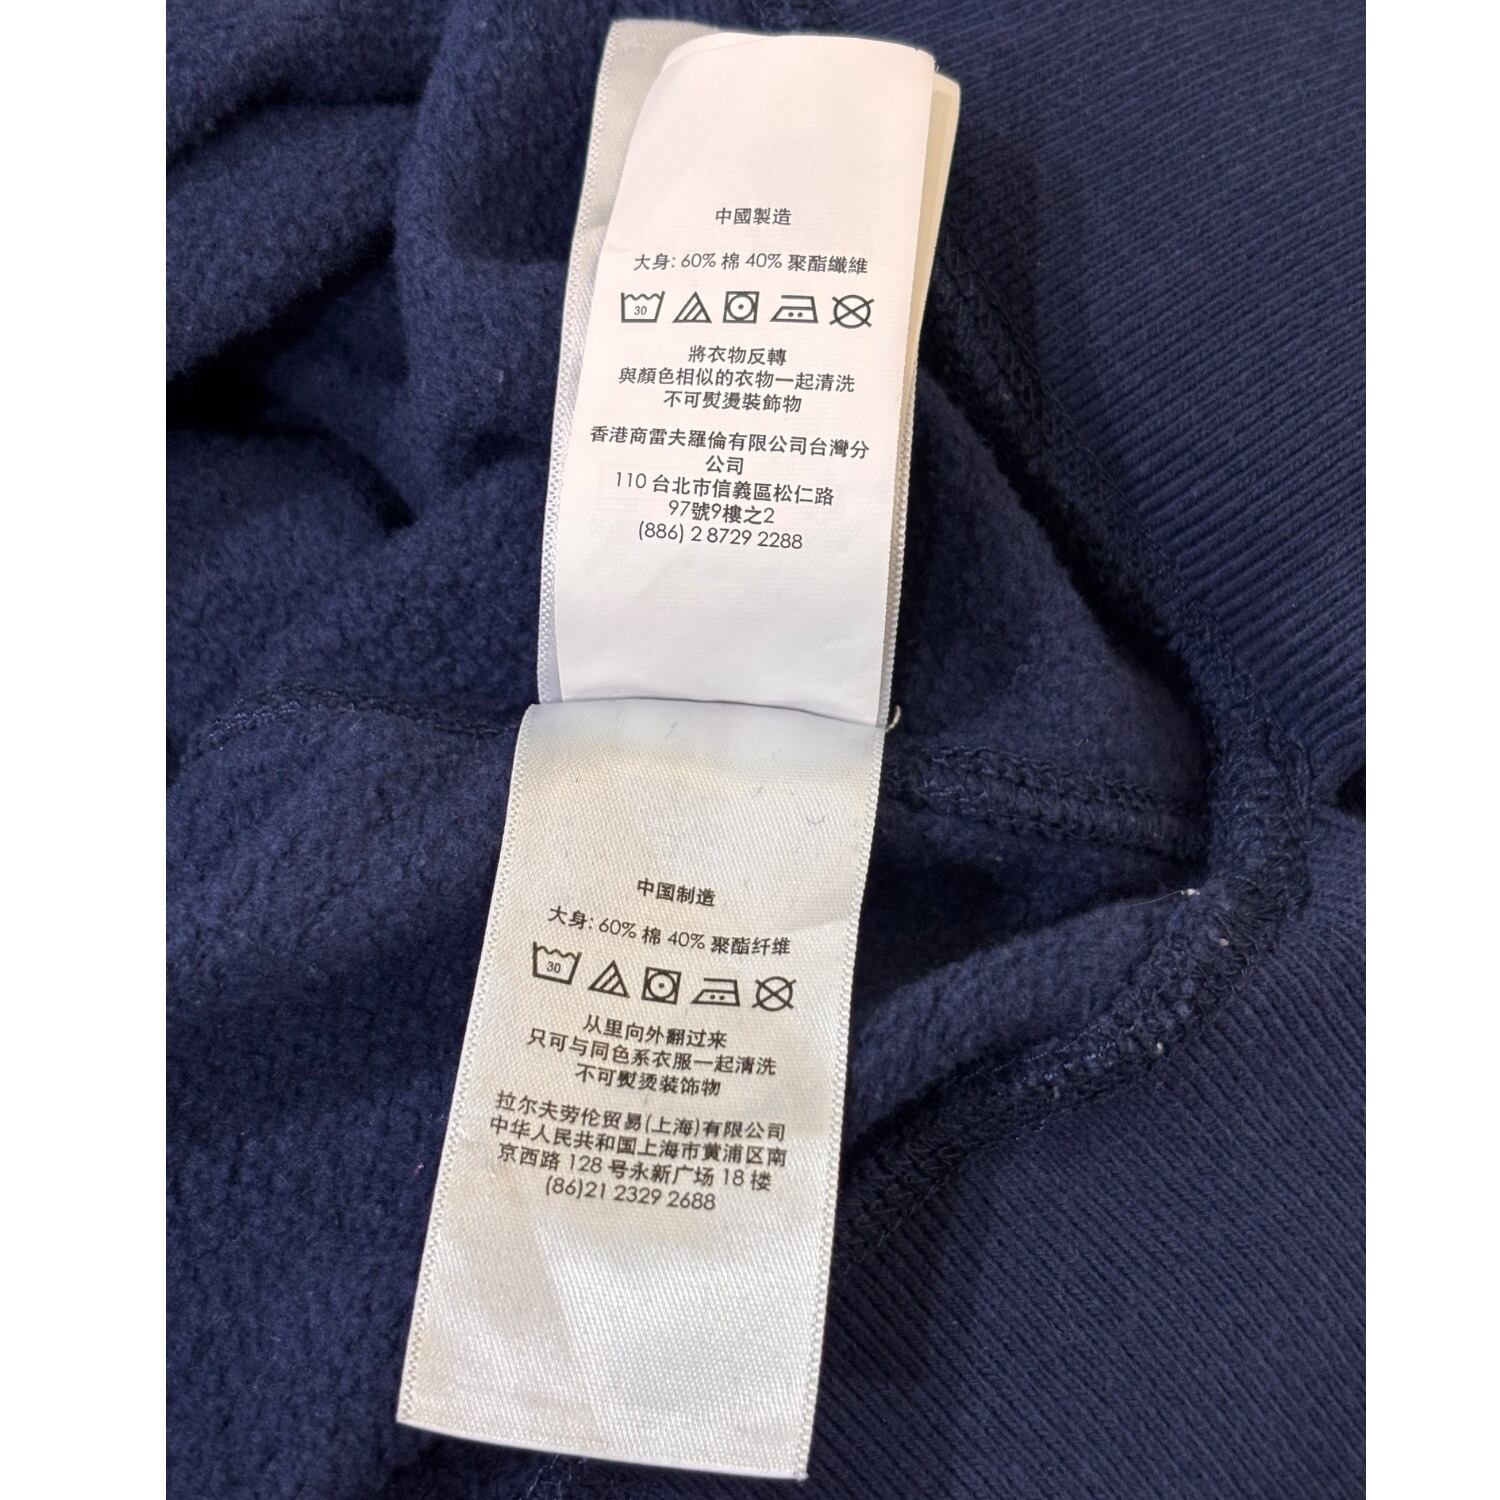 中國製造
大身: 60% 棉 40% 聚酯纖維
30
將衣物反轉
與顏色相似的衣物一起清洗
不可熨燙裝飾物
香港商雷夫羅倫有限公司台灣分
公司
110 台北市信義區松仁路
97號9樓之2
(886) 2 8729 2288
中国制造
大身: 60% 棉 40% 聚酯纤维
30
从里向外翻过来
只可与同色系衣服一起清洗
不可熨烫装饰物
拉尔夫劳伦贸易(上海)有限公司
中华人民共和国上海市黄浦区南
京西路 128 号永新广场 18 楼
(86)21 2329 2688